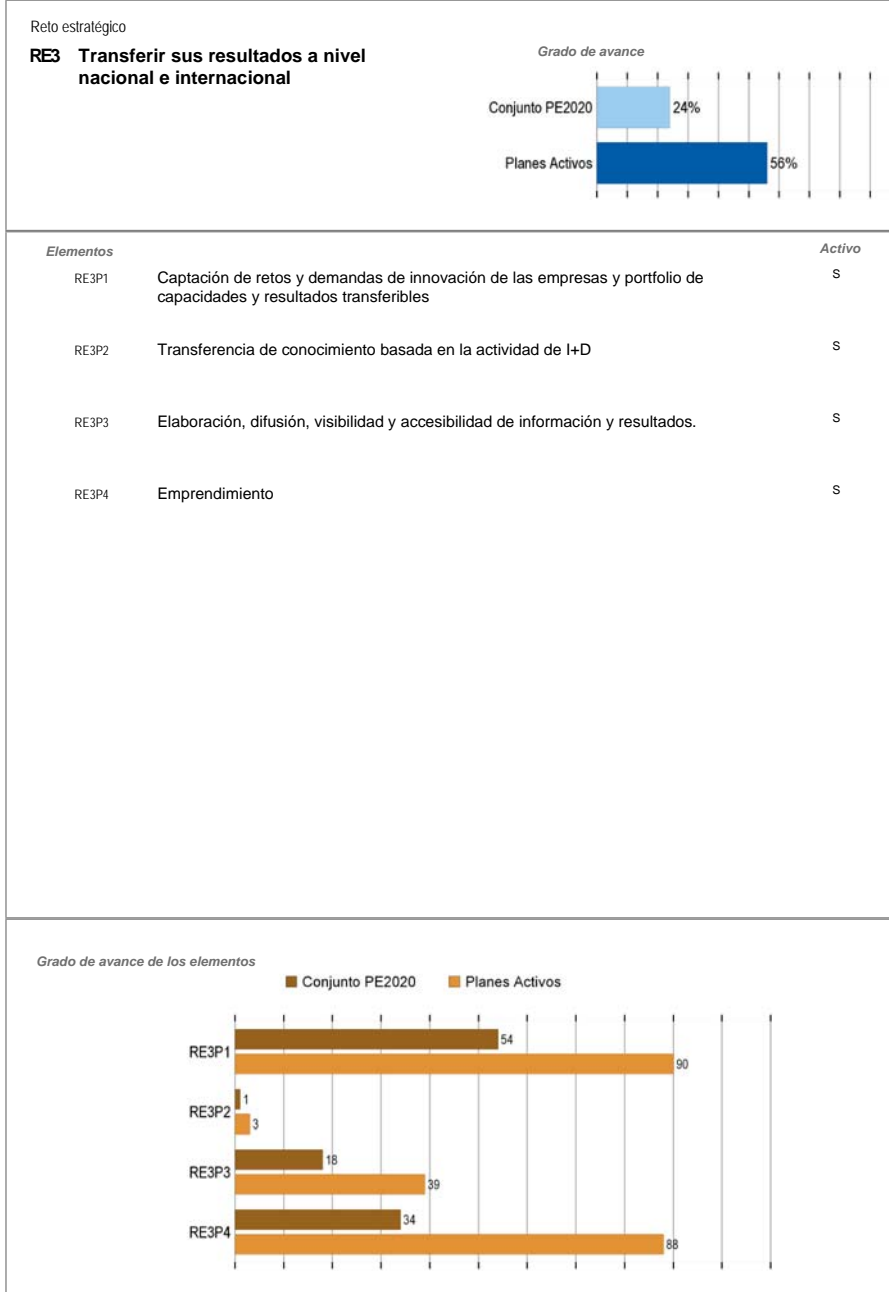 Reto estratégico
RE3 Transferir sus resultados a nivel
nacional e internacional
Grado de avance
Conjunto PE2020 24%
Planes Activos 56%
Elementos Activo
RE3P1 Captación de retos y demandas de innovación de las empresas y portfolio de S
capacidades y resultados transferibles
RE3P2 Transferencia de conocimiento basada en la actividad de I+D S
RE3P3 Elaboración, difusión, visibilidad y accesibilidad de información y resultados. S
RE3P4 Emprendimiento S
Grado de avance de los elementos
Conjunto PE2020 Planes Activos
RE3P1 54
90
RE3P2 1
3
RE3P3 18
39
RE3P4 34
88